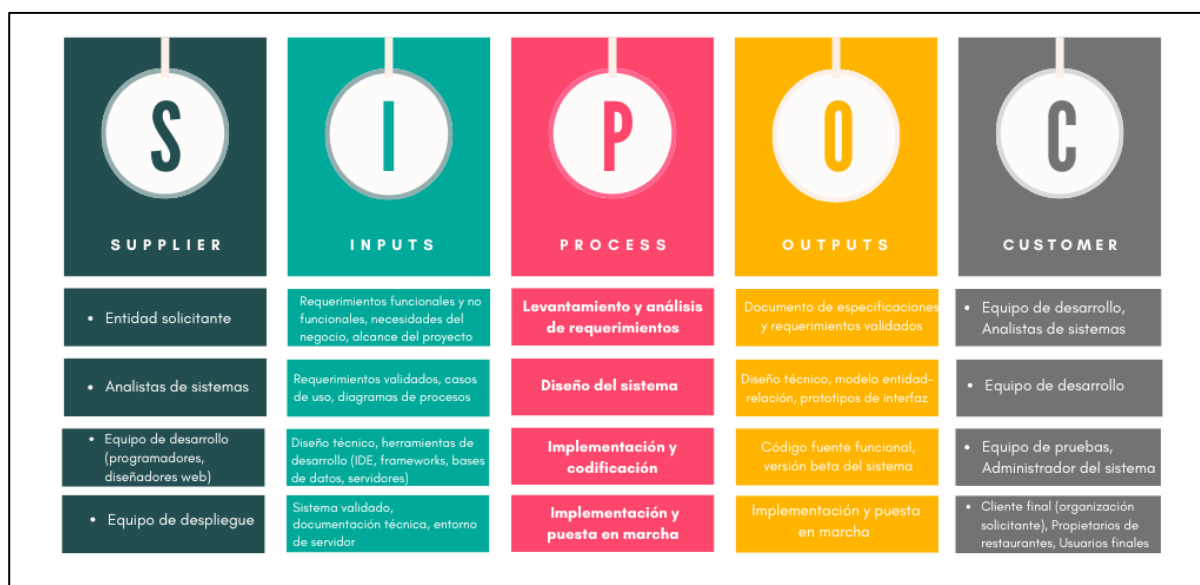 S
I
P
O
C
SUPPLIER
INPUTS
PROCESS
OUTPUTS
CUSTOMER
• Entidad solicitante
Requerimientos funcionales y no
funcionales, necesidades del
negocio, alcance del proyecto
Levantamiento y análisis
de requerimientos
Documento de especificaciones
y requerimientos validados
• Equipo de desarrollo,
Analistas de sistemas
• Analistas de sistemas
Requerimientos validados, casos
de uso, diagramas de procesos
Diseño del sistema
Diseño técnico, modelo entidad-
relación, prototipos de interfaz
• Equipo de desarrollo
• Equipo de desarrollo
(programadores,
diseñadores web)
Diseño técnico, herramientas de
desarrollo (IDE, frameworks, bases
de datos, servidores)
Implementación y
codificación
Código fuente funcional,
versión beta del sistema
• Equipo de pruebas,
Administrador del sistema
• Equipo de despliegue
Sistema validado,
documentación técnica, entorno
de servidor
Implementación y
puesta en marcha
Implementación y puesta
en marcha
• Cliente final (organización
solicitante), Propietarios de
restaurantes, Usuarios finales